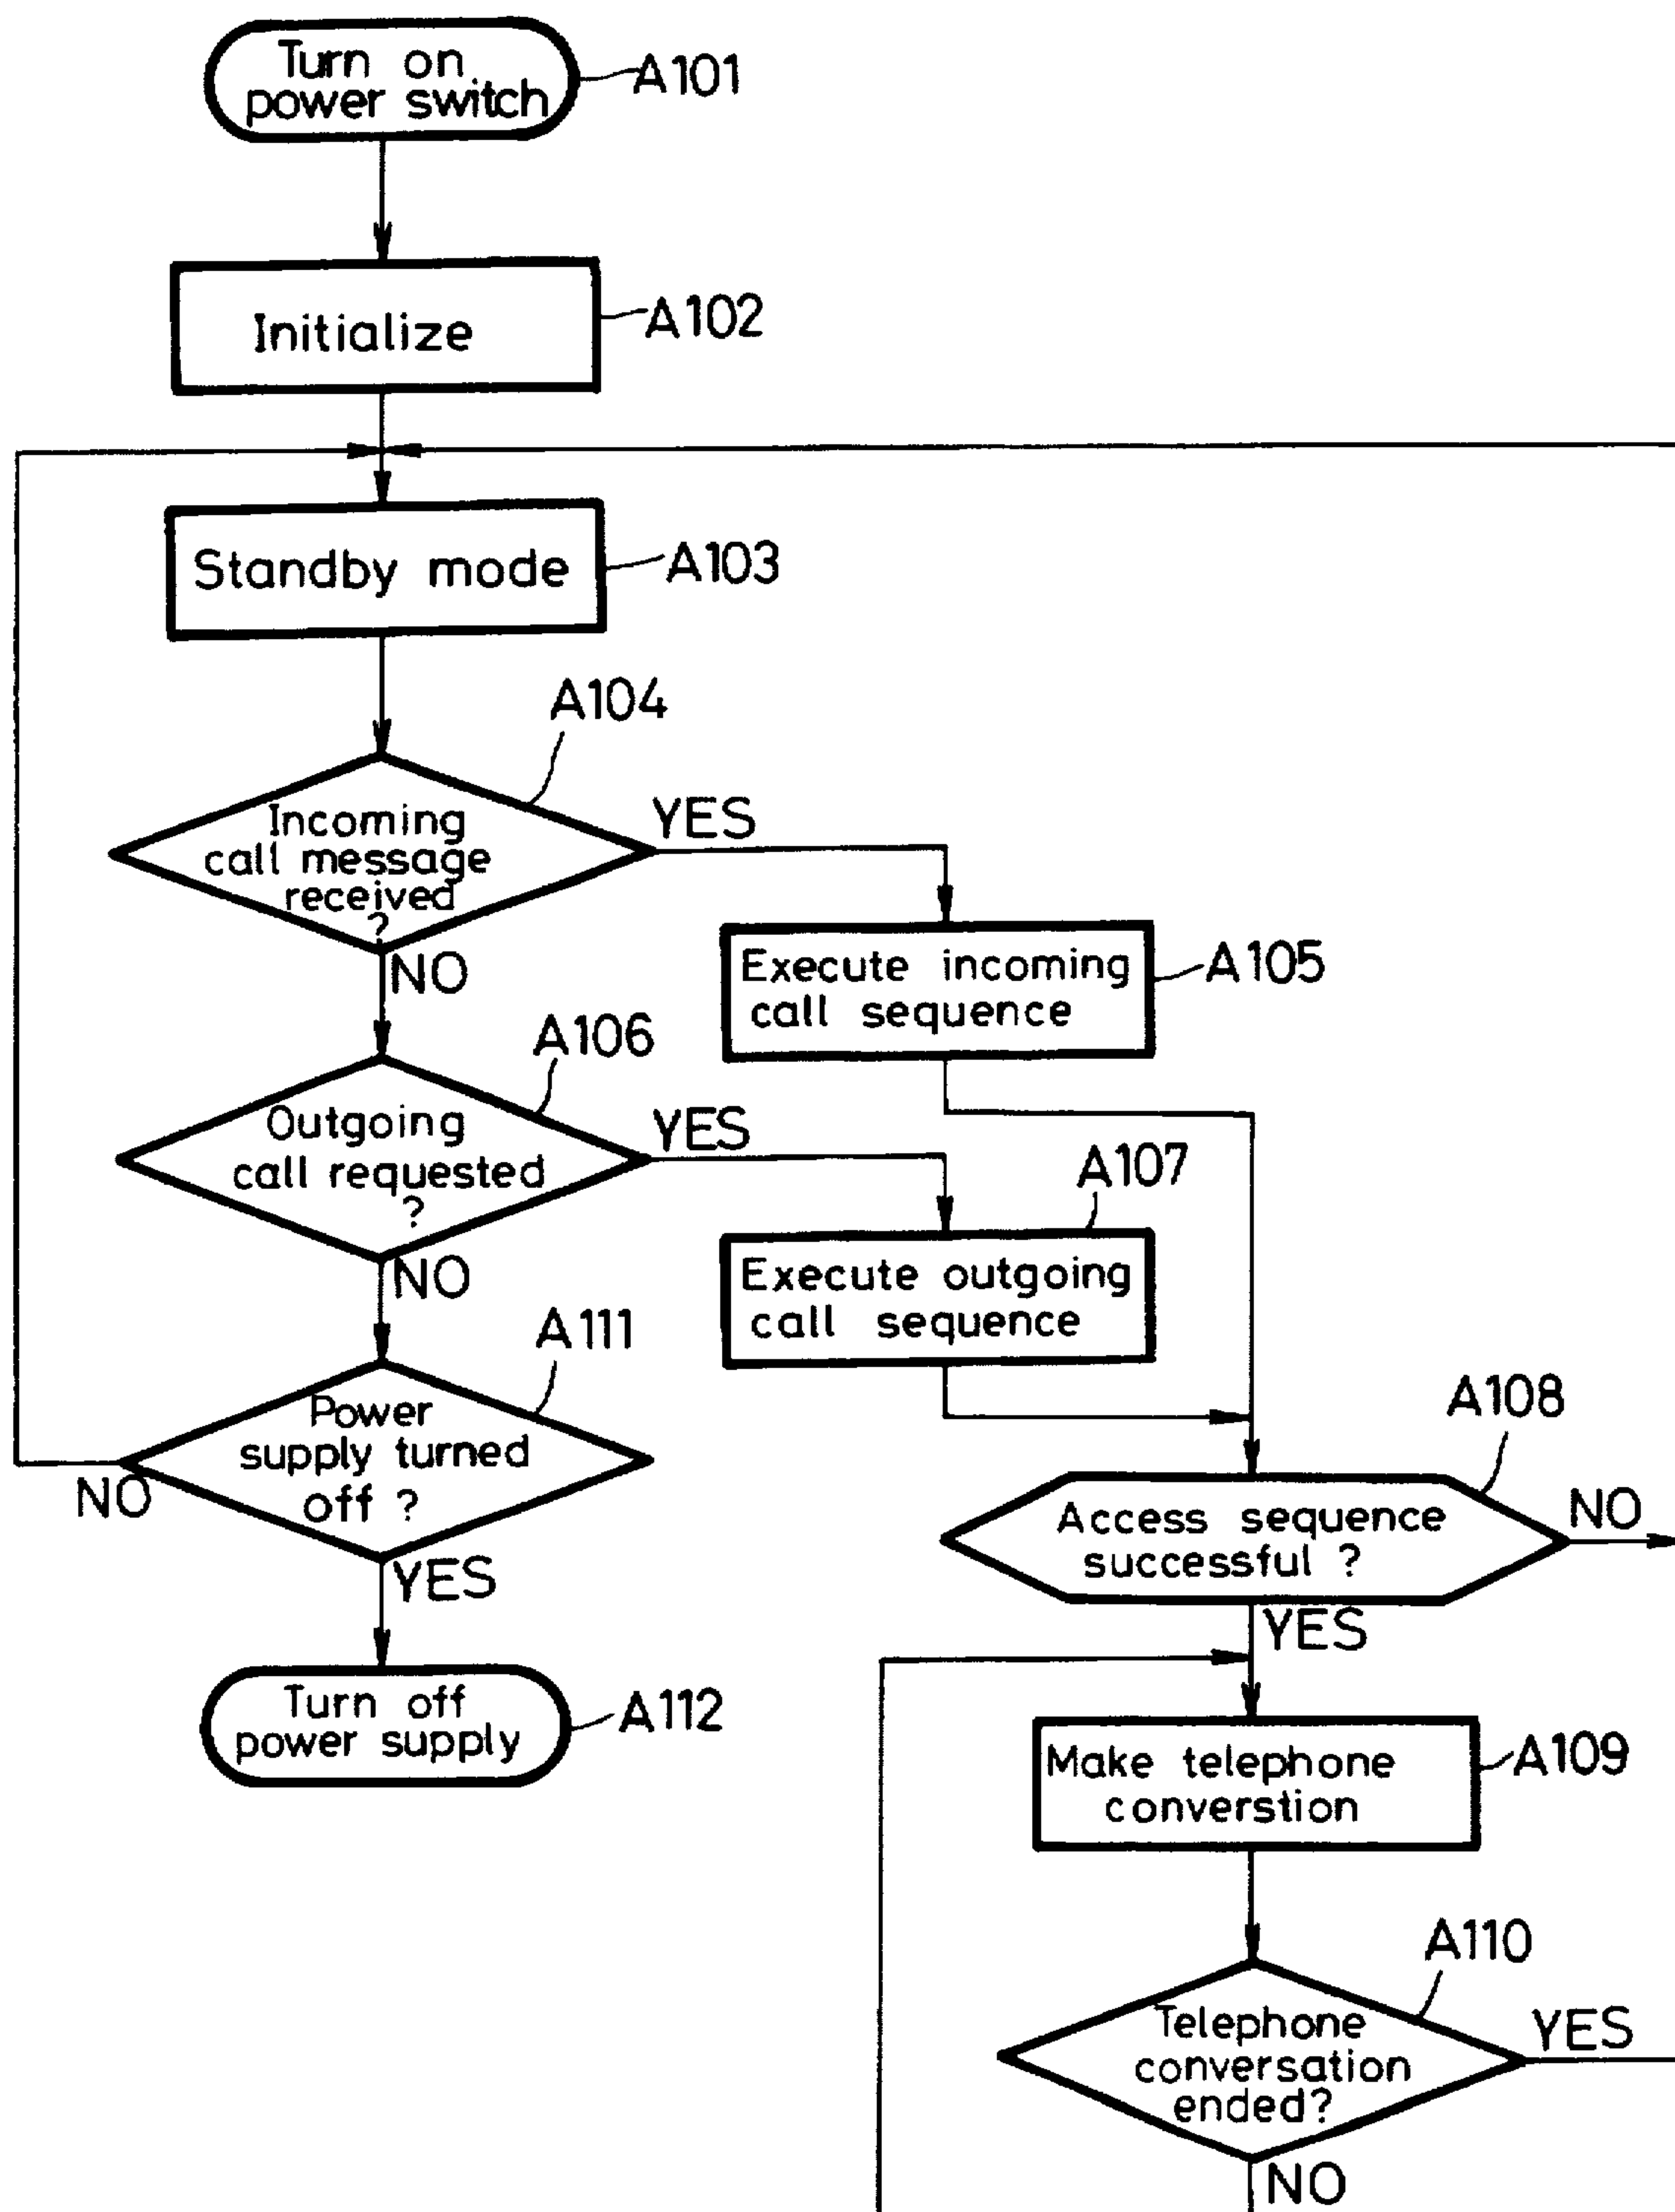 Turn on
power switch
A101
Initialize
A102
Standby mode
A103
A104
Incoming
call message
received
?
YES
NO
Execute incoming
call sequence
A105
A106
Outgoing
call requested
?
YES
NO
A107
Execute outgoing
call sequence
A111
Power
supply turned
off ?
NO
YES
A108
Access sequence
successful ?
NO
YES
Turn off
power supply
A112
Make telephone
converstion
A109
A110
Telephone
conversation
ended?
YES
NO